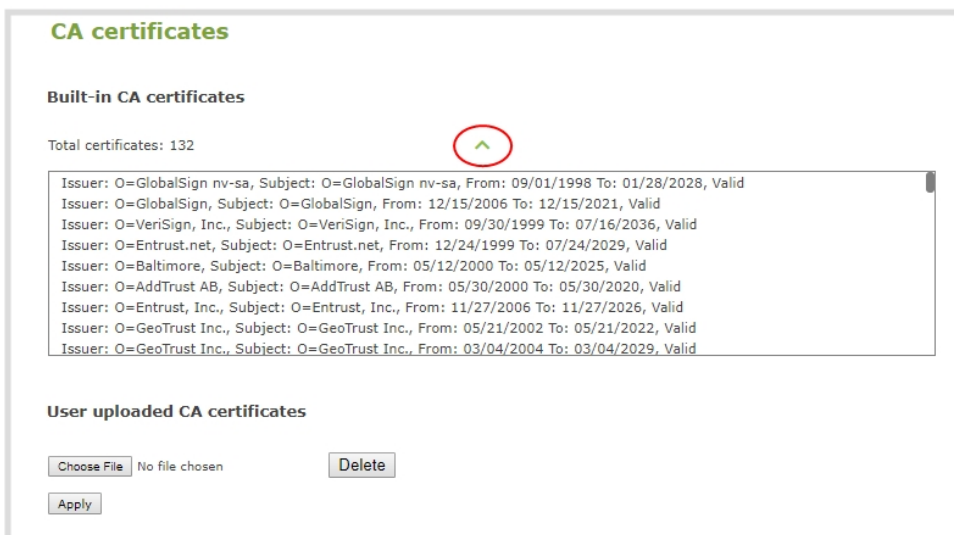 CA certificates
Built-in CA certificates
Total certificates: 132
Issuer: O=GlobalSign nv-sa, Subject: O=GlobalSign nv-sa, From: 09/01/1998 To: 01/28/2028, Valid
Issuer: O=GlobalSign, Subject: O=GlobalSign, From: 12/15/2006 To: 12/15/2021, Valid
Issuer: O=VeriSign, Inc., Subject: O=VeriSign, Inc., From: 09/30/1999 To: 07/16/2036, Valid
Issuer: O=Entrust.net, Subject: O=Entrust.net, From: 12/24/1999 To: 07/24/2029, Valid
Issuer: O=Baltimore, Subject: O=Baltimore, From: 05/12/2000 To: 05/12/2025, Valid
Issuer: O=AddTrust AB, Subject: O=AddTrust AB, From: 05/30/2000 To: 05/30/2020, Valid
Issuer: O=Entrust, Inc., Subject: O=Entrust, Inc., From: 11/27/2006 To: 11/27/2026, Valid
Issuer: O=GeoTrust Inc., Subject: O=GeoTrust Inc., From: 05/21/2002 To: 05/21/2022, Valid
Issuer: O=GeoTrust Inc., Subject: O=GeoTrust Inc., From: 03/04/2004 To: 03/04/2029, Valid
User uploaded CA certificates
Choose File No file chosen Delete
Apply